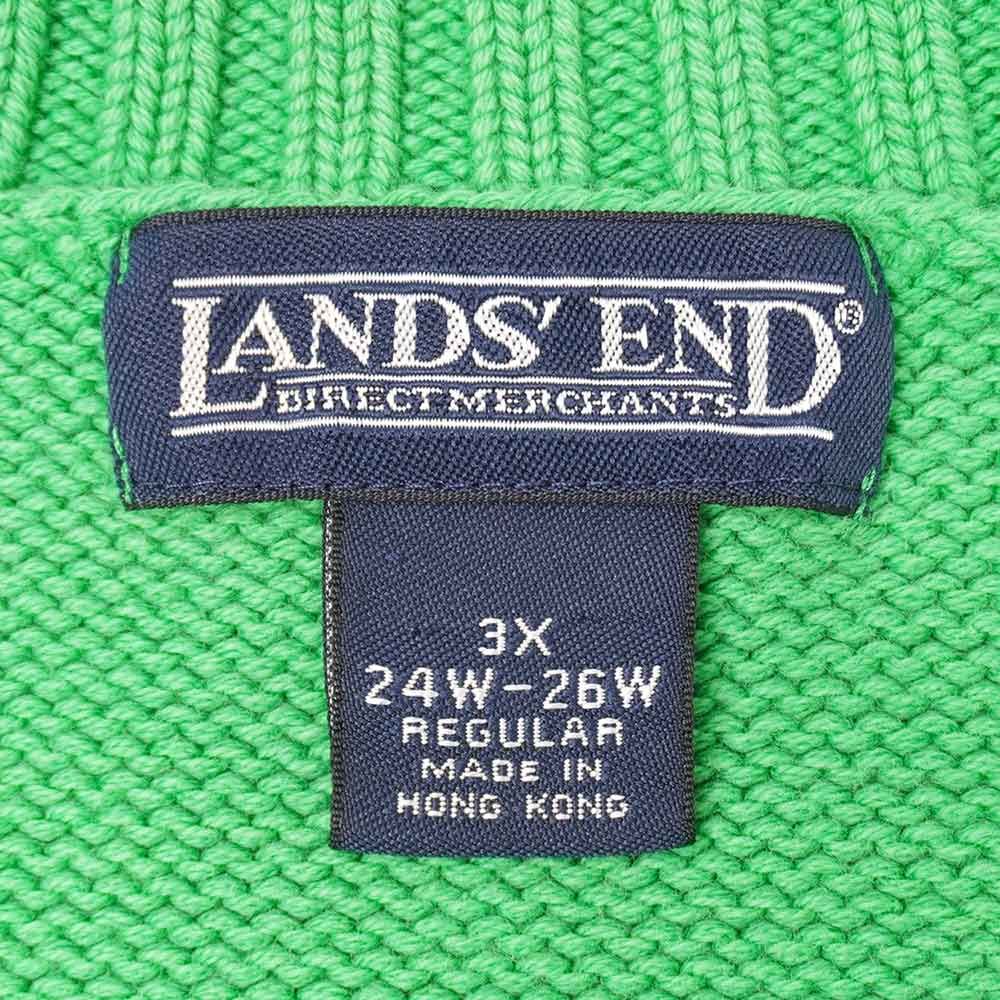 LANDS' END®
DIRECT MERCHANTS
3X
24W-26W
REGULAR
MADE IN
HONG KONG